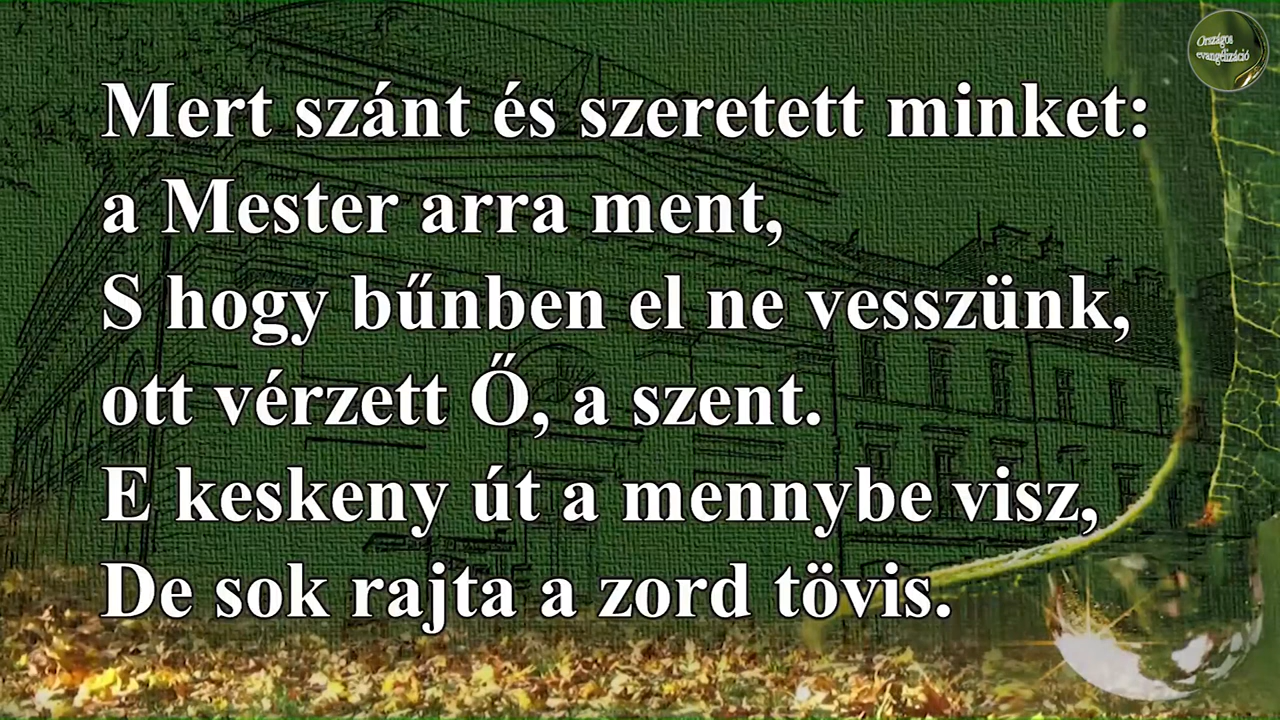 Országos
evangélizáció
Mert szánt és szeretett minket:
a Mester arra ment,
S hogy bűnben el ne vesszünk,
ott vérzett Ő, a szent.
E keskeny út a mennybe visz,
De sok rajta a zord tövis.